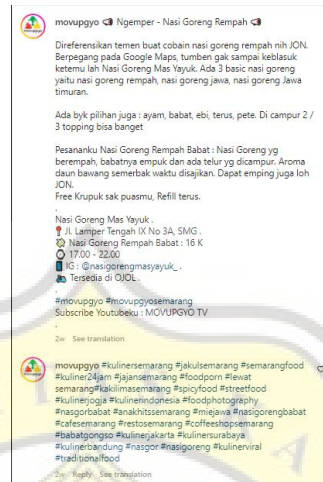 movupgyo 📢 Ngemper - Nasi Goreng Rempah 📢
Direferensikan temen buat cobain nasi goreng rempah nih JON.
Berpegang pada Google Maps, tumben gak sampai keblasuk
ketemu lah Nasi Goreng Mas Yayuk. Ada 3 basic nasi goreng
yaitu nasi goreng rempah, nasi goreng jawa, nasi goreng Jawa
timuran.
Ada byk pilihan juga : ayam, babat, ebi, terus, pete. Di campur 2 /
3 topping bisa banget
Pesananku Nasi Goreng Rempah Babat : Nasi Goreng yg
berempah, babatnya empuk dan ada telur yg dicampur. Aroma
daun bawang semerbak waktu disajikan. Dapat emping juga loh
JON.
Free Krupuk sak puasmu, Refill terus.
.
Nasi Goreng Mas Yayuk .
📍 Jl. Lamper Tengah IX No 3A, SMG .
Nasi Goreng Rempah Babat : 16 K
17.00 - 22.00
IG : @nasigorengmasyayuk_ .
Tersedia di OJOL .
.
#movupgyo #movupgyosemarang
Subscribe Youtubeku : MOVUPGYO TV
.
2w See translation
movupgyo #kulinersemarang #jakulsemarang #semarangfood
#kuliner24jam #jajansemarang #foodporn #lewat
semarang#kakilimasemarang #spicyfood #streetfood
#kulinerjogja #kulinerindonesia #foodphotography
#nasgorbabat #anakhitssemarang #miejawa #nasigorengbabat
#cafesemarang #restosemarang #coffeeshopsemarang
#babatgongso #kulinerjakarta #kulinersurabaya
#kulinerbandung #nasgor #nasigoreng #kulinerviral
#traditionalfood
2w Reply See translation